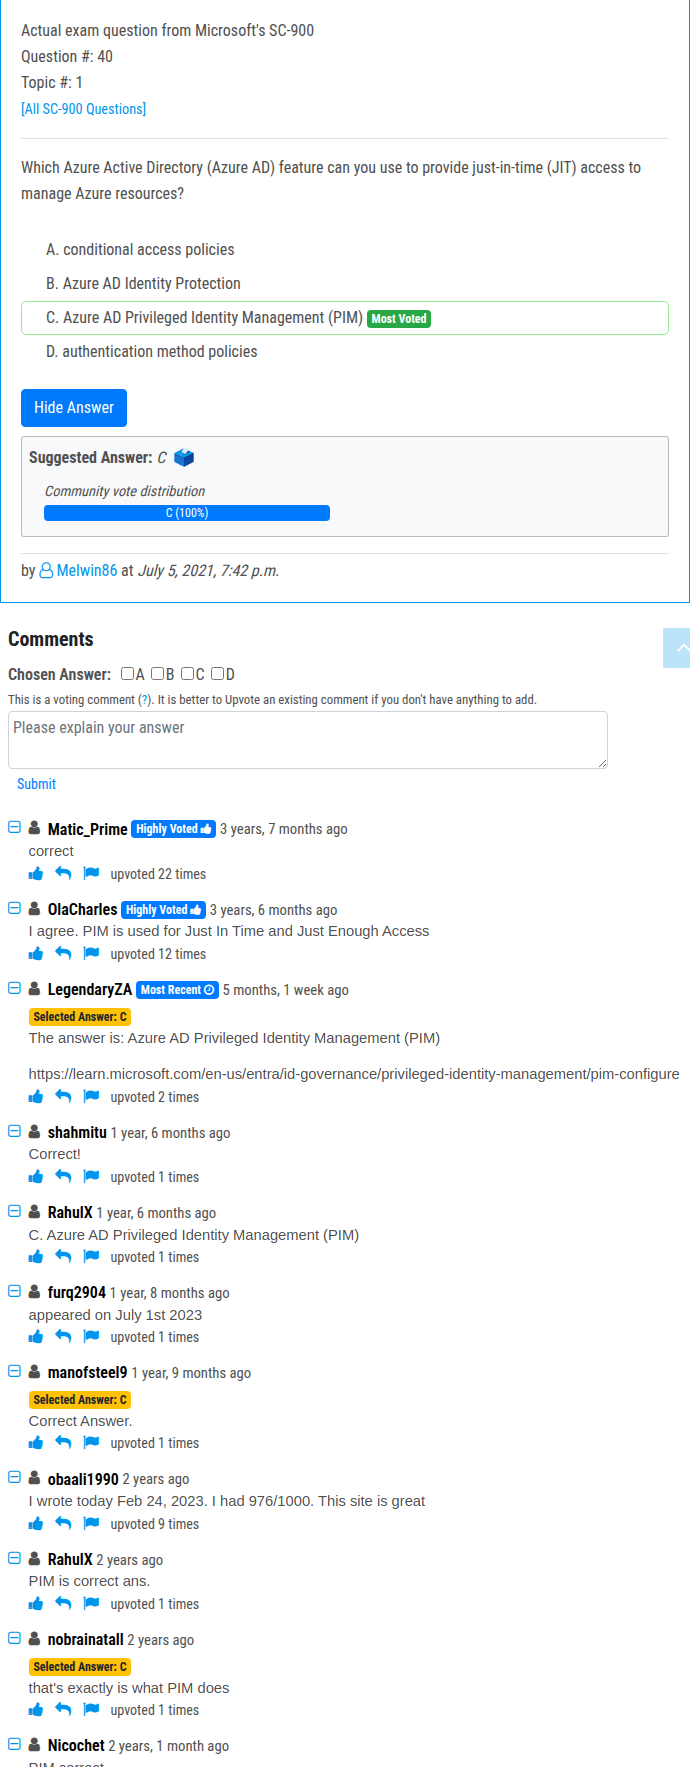 Actual exam question from Microsoft's SC-900
Question #: 40
Topic #: 1
[All SC-900 Questions]
Which Azure Active Directory (Azure AD) feature can you use to provide just-in-time (JIT) access to
manage Azure resources?
A. conditional access policies
B. Azure AD Identity Protection
C. Azure AD Privileged Identity Management (PIM) Most Voted
D. authentication method policies
Hide Answer
Suggested Answer: C
Community vote distribution
C (100%)
by Melwin86 at July 5, 2021, 7:42 p.m.
Comments
Chosen Answer: A B C D
This is a voting comment (?). It is better to Upvote an existing comment if you don't have anything to add.
Please explain your answer
Submit
Matic_Prime Highly Voted 3 years, 7 months ago
correct
upvoted 22 times
OlaCharles Highly Voted 3 years, 6 months ago
I agree. PIM is used for Just In Time and Just Enough Access
upvoted 12 times
LegendaryZA Most Recent 5 months, 1 week ago
Selected Answer: C
The answer is: Azure AD Privileged Identity Management (PIM)
https://learn.microsoft.com/en-us/entra/id-governance/privileged-identity-management/pim-configure
upvoted 2 times
shahmitu 1 year, 6 months ago
Correct!
upvoted 1 times
RahulX 1 year, 6 months ago
C. Azure AD Privileged Identity Management (PIM)
upvoted 1 times
furq2904 1 year, 8 months ago
appeared on July 1st 2023
upvoted 1 times
manofsteel9 1 year, 9 months ago
Selected Answer: C
Correct Answer.
upvoted 1 times
obaali1990 2 years ago
I wrote today Feb 24, 2023. I had 976/1000. This site is great
upvoted 9 times
RahulX 2 years ago
PIM is correct ans.
upvoted 1 times
nobrainatall 2 years ago
Selected Answer: C
that's exactly is what PIM does
upvoted 1 times
Nicochet 2 years, 1 month ago
PIM correct